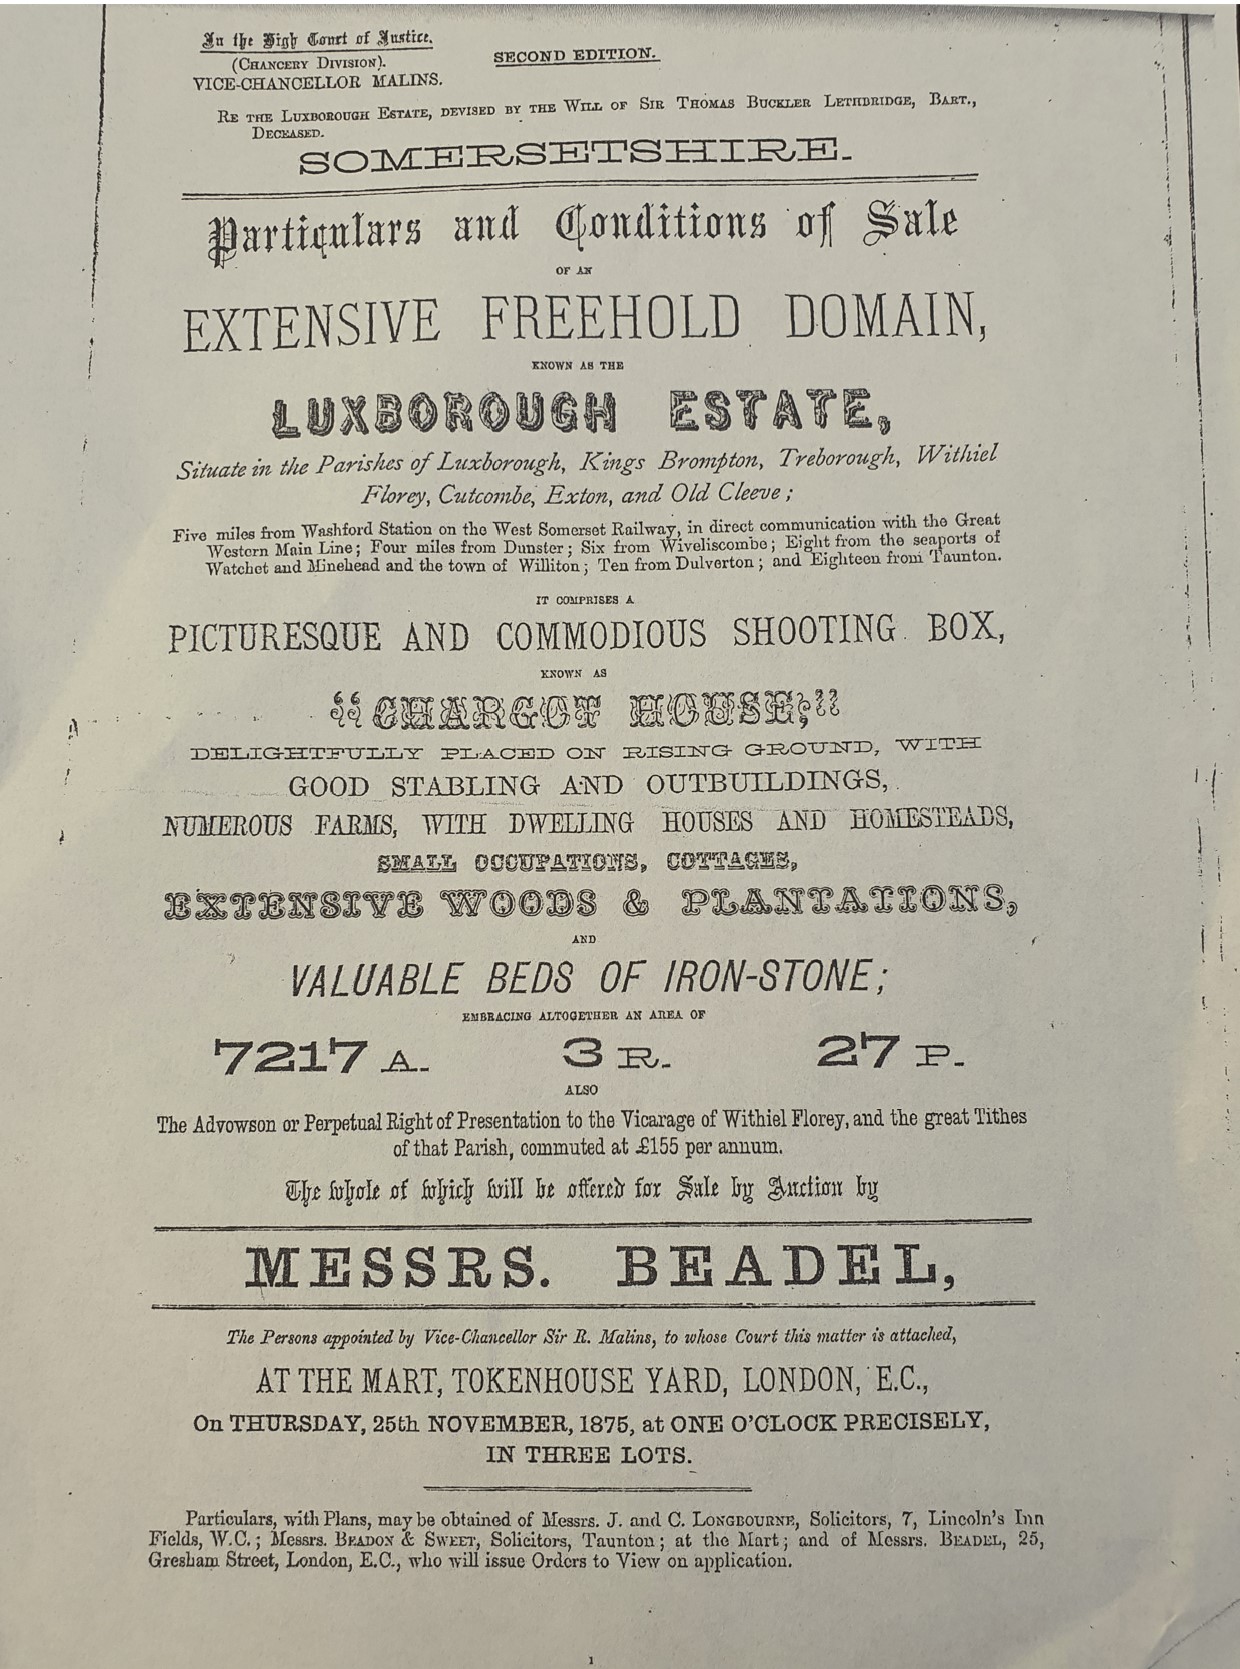 In the High Court of Justice.
(Chancery Division).
VICE-CHANCELLOR MALINS.
SECOND EDITION.
Re the Luxborough Estate, devised by the Will of Sir Thomas Buckler Lethbridge, Bart.,
Deceased.
SOMERSETSHIRE.
Particulars and Conditions of Sale
OF AN
EXTENSIVE FREEHOLD DOMAIN,
KNOWN AS THE
LUXBOROUGH ESTATE,
Situate in the Parishes of Luxborough, Kings Brompton, Treborough, Withiel
Florey, Cutcombe, Exton, and Old Cleeve;
Five miles from Washford Station on the West Somerset Railway, in direct communication with the Great
Western Main Line; Four miles from Dunster; Six from Wiveliscombe; Eight from the seaports of
Watchet and Minehead and the town of Williton; Ten from Dulverton; and Eighteen from Taunton.
IT COMPRISES A
PICTURESQUE AND COMMODIOUS SHOOTING BOX,
KNOWN AS
“CHARGOT HOUSE;”
DELIGHTFULLY PLACED ON RISING GROUND, WITH
GOOD STABLING AND OUTBUILDINGS,
NUMEROUS FARMS, WITH DWELLING HOUSES AND HOMESTEADS,
SMALL OCCUPATIONS, COTTAGES,
EXTENSIVE WOODS & PLANTATIONS,
AND
VALUABLE BEDS OF IRON-STONE;
EMBRACING ALTOGETHER AN AREA OF
7217 A. 3 R. 27 P.
ALSO
The Advowson or Perpetual Right of Presentation to the Vicarage of Withiel Florey, and the great Tithes
of that Parish, commuted at £155 per annum.
The whole of which will be offered for Sale by Auction by
MESSRS. BEADEL,
The Persons appointed by Vice-Chancellor Sir R. Malins, to whose Court this matter is attached,
AT THE MART, TOKENHOUSE YARD, LONDON, E.C.,
On THURSDAY, 25th NOVEMBER, 1875, at ONE O'CLOCK PRECISELY,
IN THREE LOTS.
Particulars, with Plans, may be obtained of Messrs. J. and C. Longbourne, Solicitors, 7, Lincoln's Inn
Fields, W.C.; Messrs. Beadon & Sweet, Solicitors, Taunton; at the Mart; and of Messrs. Beadel, 25,
Gresham Street, London, E.C., who will issue Orders to View on application.
1